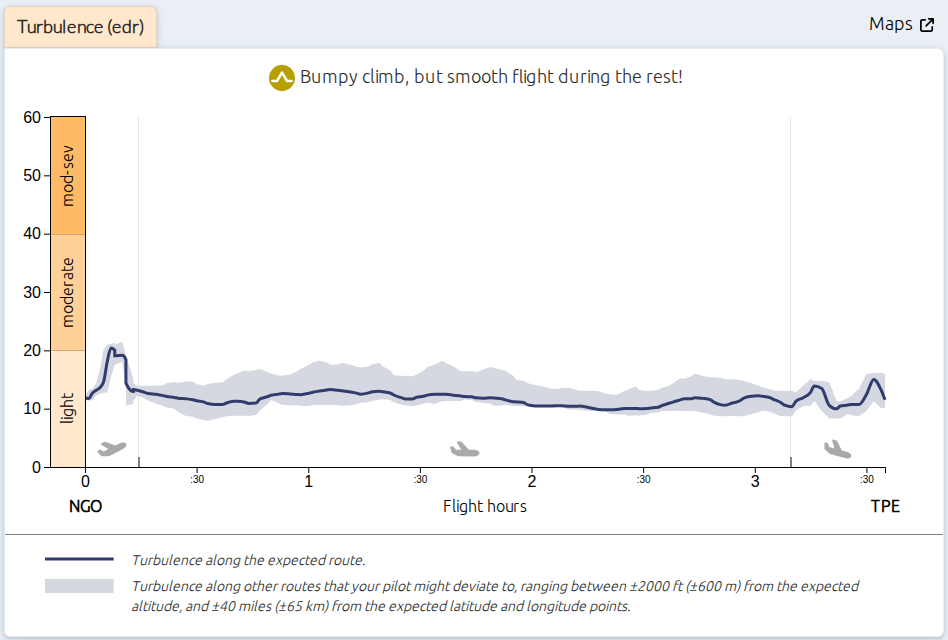 Turbulence (edr)
Maps
Bumpy climb, but smooth flight during the rest!
60
50
40
30
20
10
0
mod-sev
moderate
light
0
:30
1
:30
2
:30
3
:30
NGO
Flight hours
TPE
Turbulence along the expected route.
Turbulence along other routes that your pilot might deviate to, ranging between ±2000 ft (±600 m) from the expected
altitude, and ±40 miles (±65 km) from the expected latitude and longitude points.